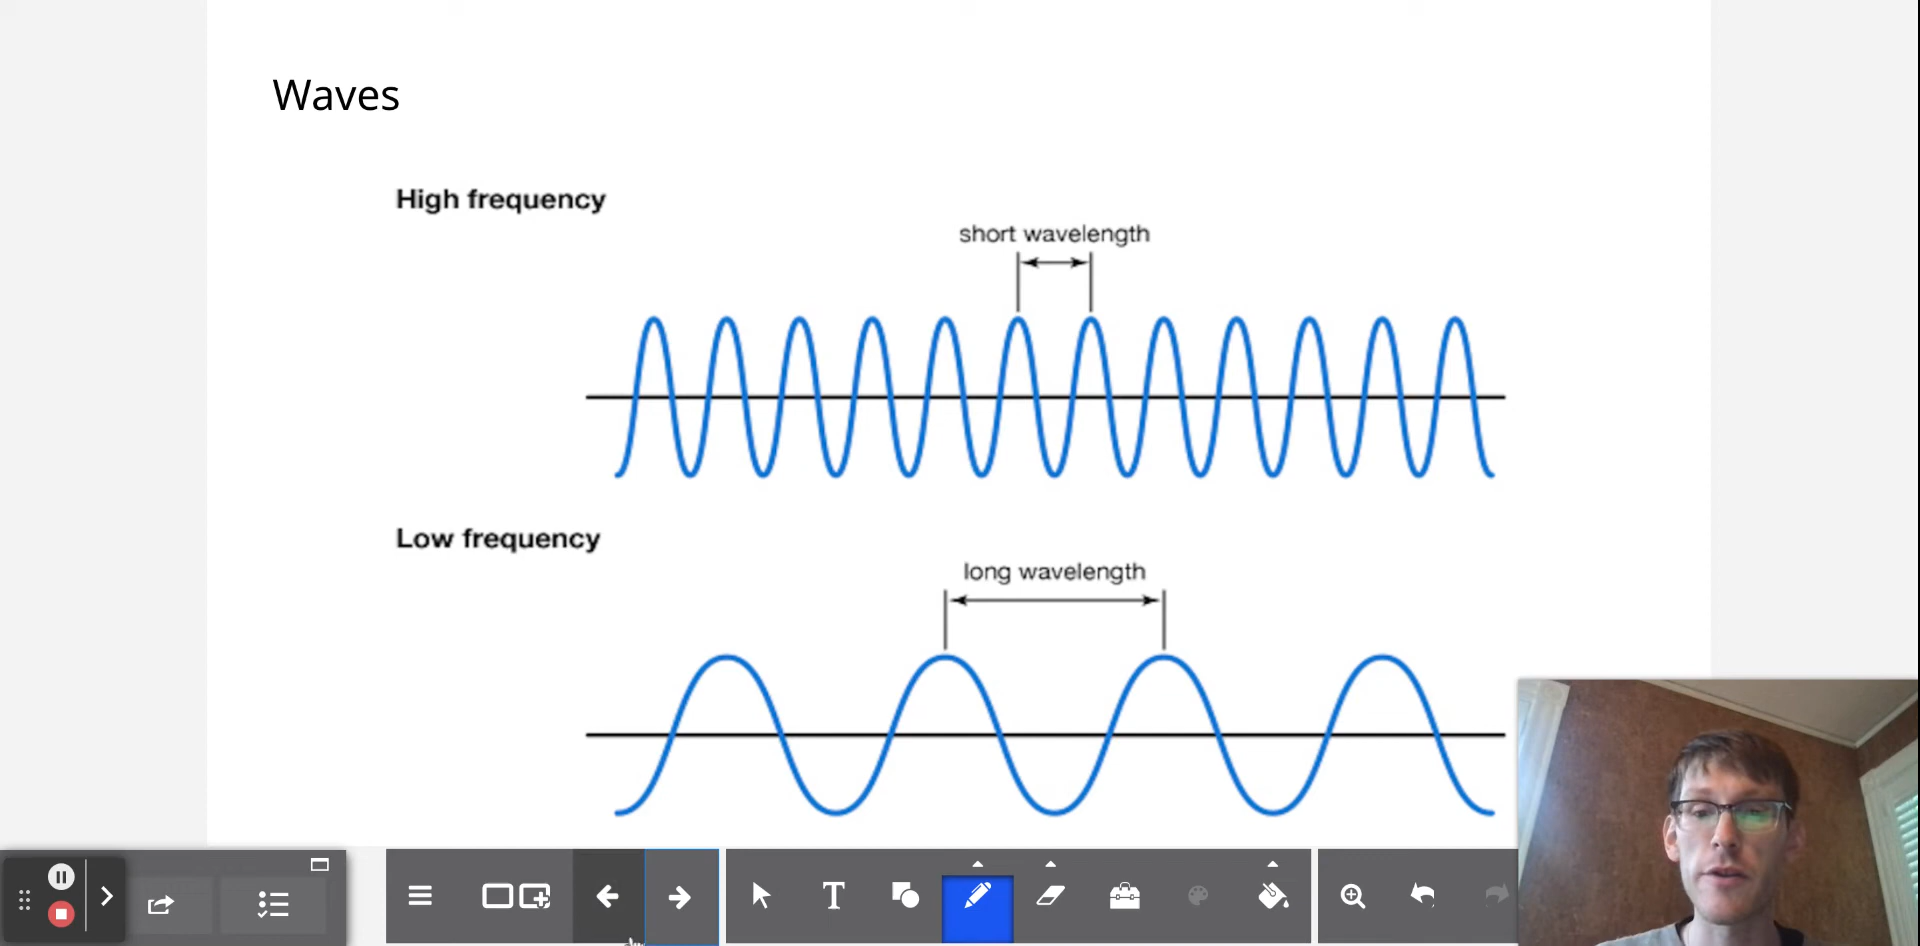 Waves
High frequency
short wavelength
Low frequency
long wavelength
T